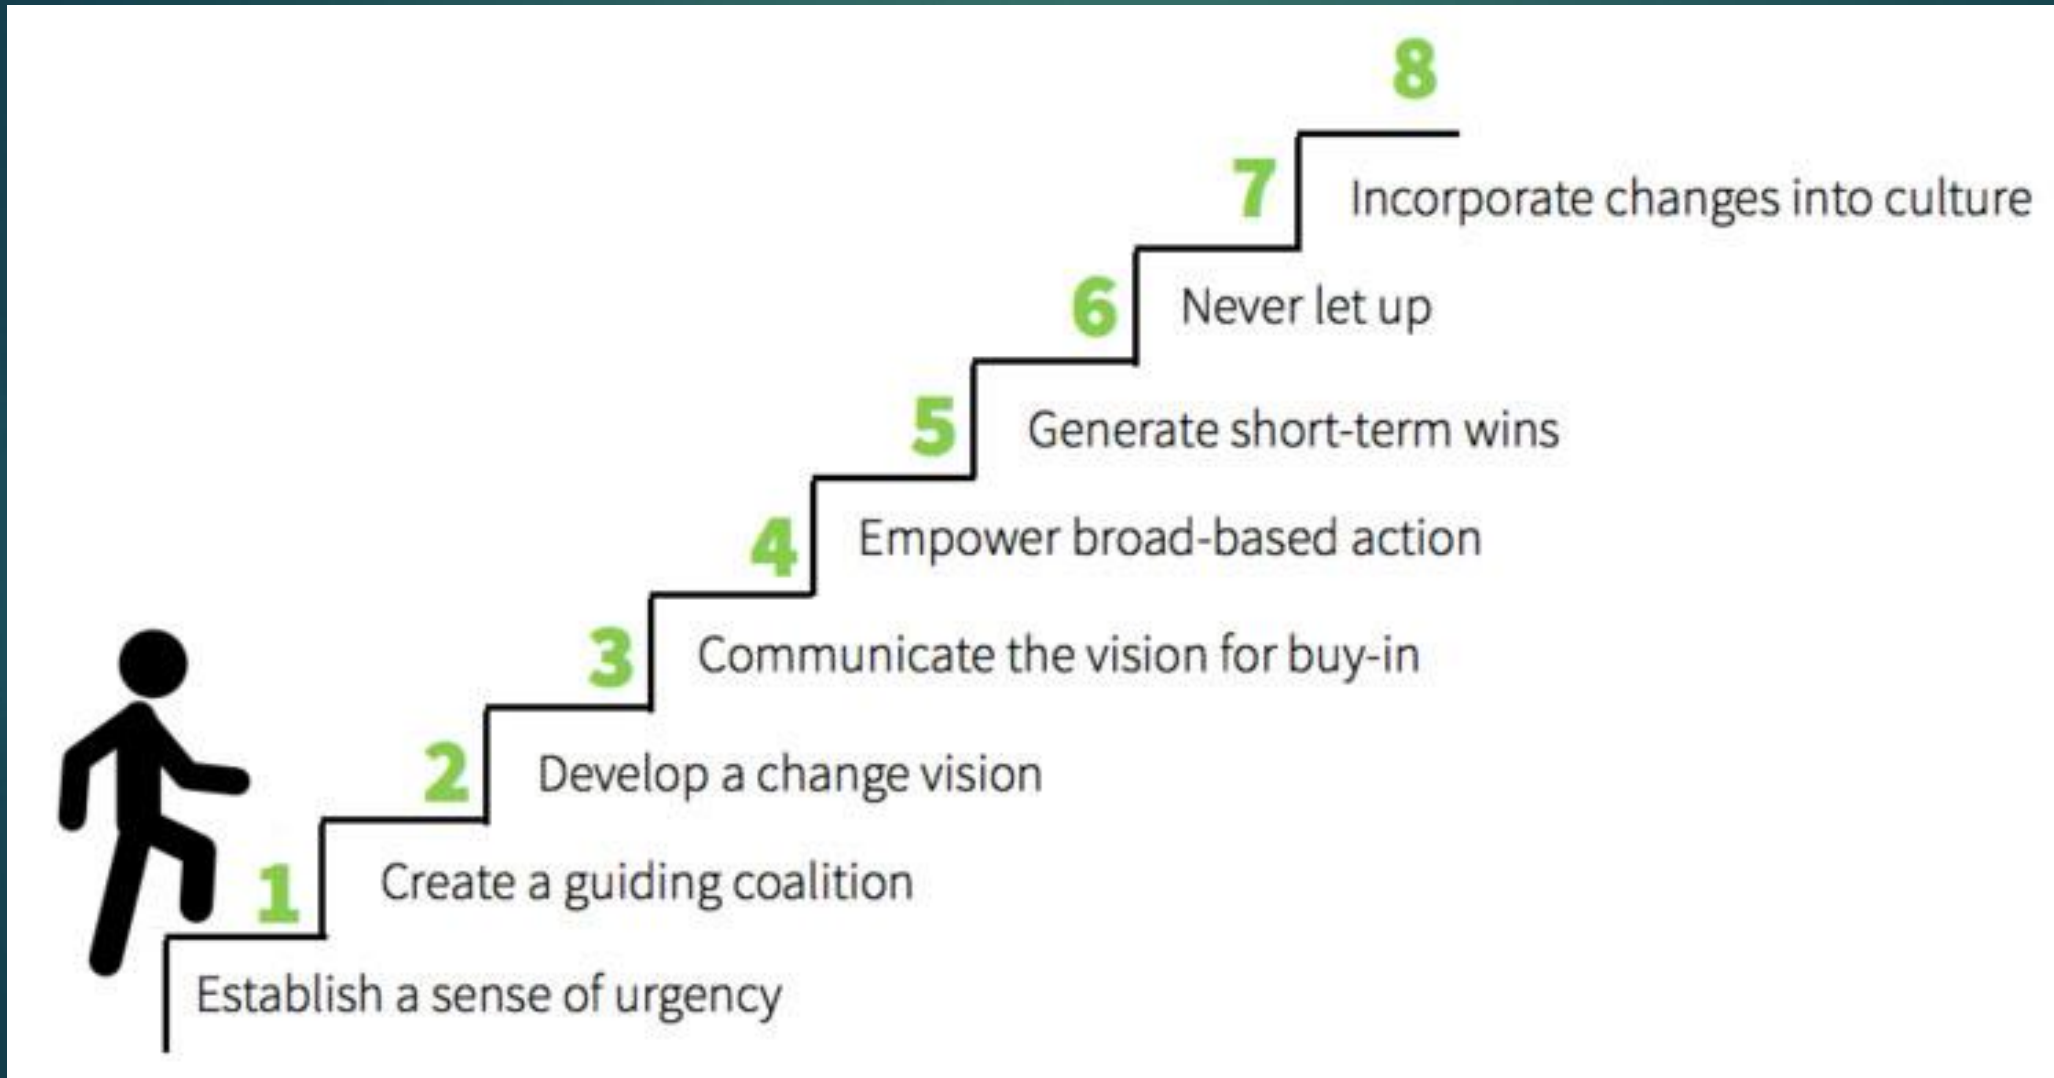 8
7
Incorporate changes into culture
6
Never let up
5
Generate short-term wins
4
Empower broad-based action
3
Communicate the vision for buy-in
2
Develop a change vision
1
Create a guiding coalition
Establish a sense of urgency